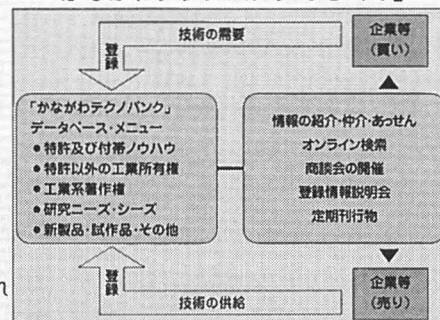 技術の需要
企業等
(買い)
登録
「かながわテクノバンク」
データベース・メニュー
●特許及び付帯ノウハウ
●特許以外の工業所有権
●工業系著作権
●研究ニーズ・シーズ
●新製品・試作品・その他
情報の紹介・仲介・あっせん
オンライン検索
商談会の開催
登録情報説明会
定期刊行物
登録
技術の供給
企業等
(売り)